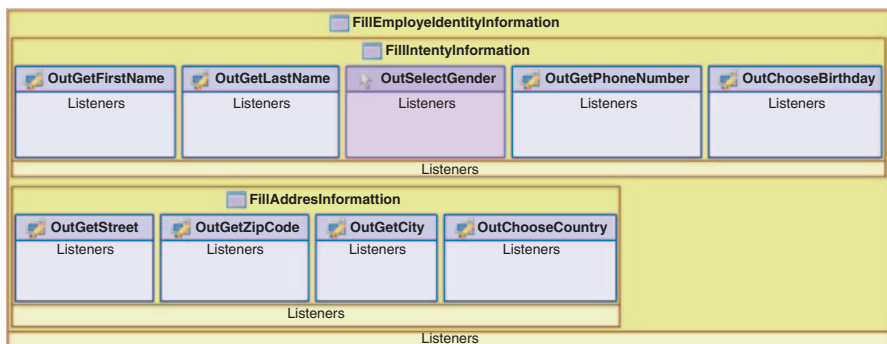 FillEmployeIdentityInformation
FillIntentyInformation
OutGetFirstName OutGetLastName OutSelectGender OutGetPhoneNumber OutChooseBirthday
Listeners Listeners Listeners Listeners Listeners
Listeners
FillAddresInformattion
OutGetStreet OutGetZipCode OutGetCity OutChooseCountry
Listeners Listeners Listeners Listeners
Listeners
Listeners